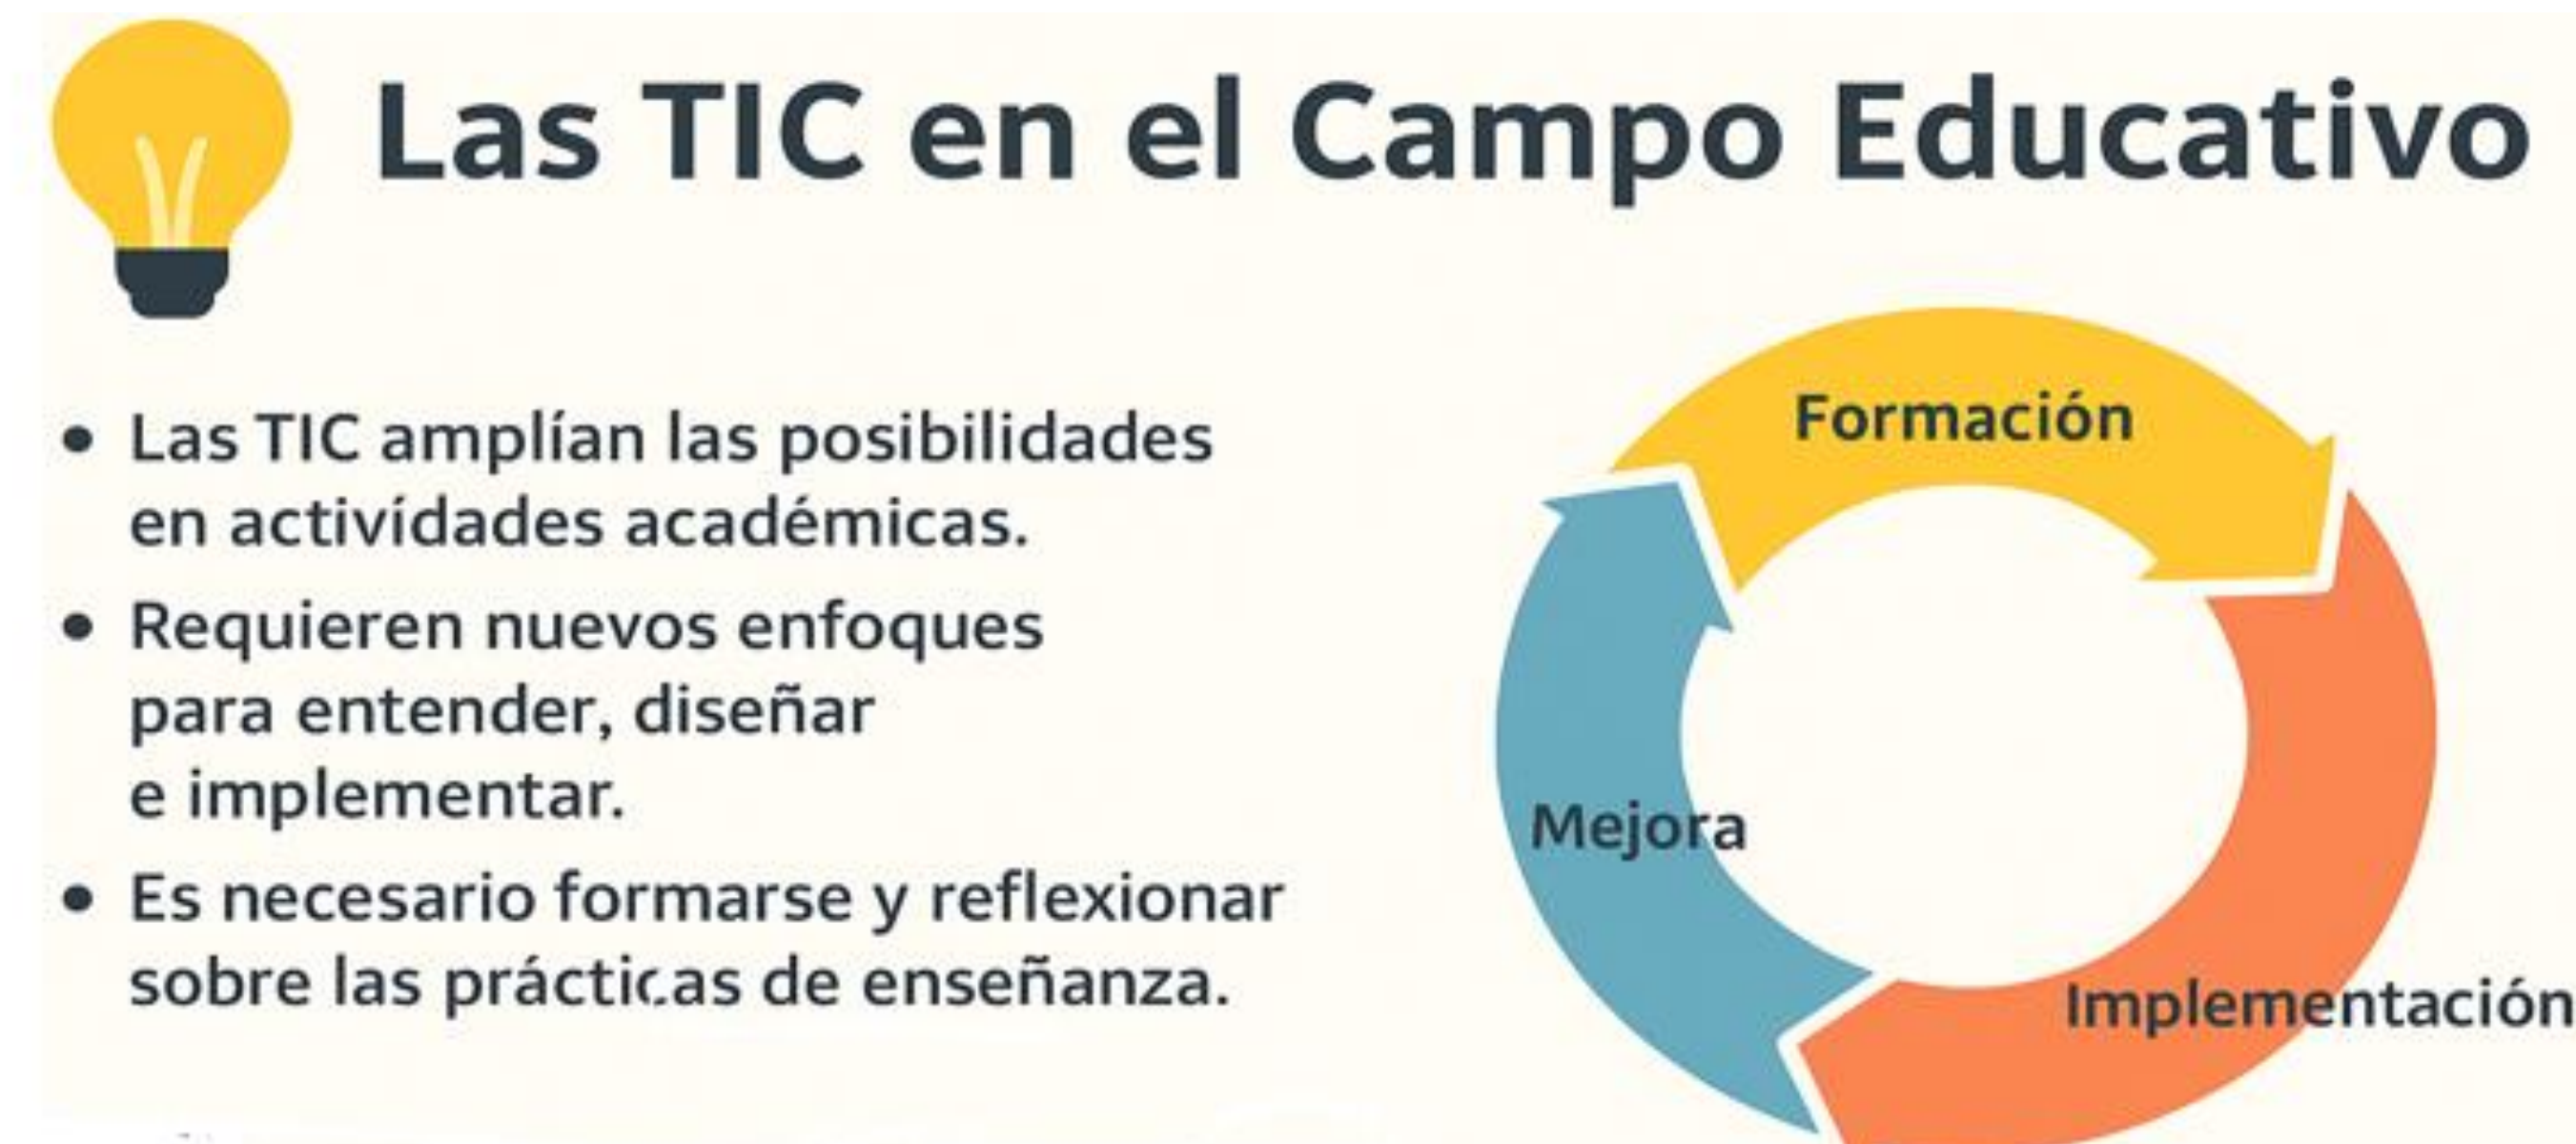 Las TIC en el Campo Educativo
• Las TIC amplían las posibilidades
en activídades académicas.
• Requieren nuevos enfoques
para entender, diseñar
e implementar.
• Es necesario formarse y reflexionar
sobre las prácticas de enseñanza.
Formación
Mejora
Implementación